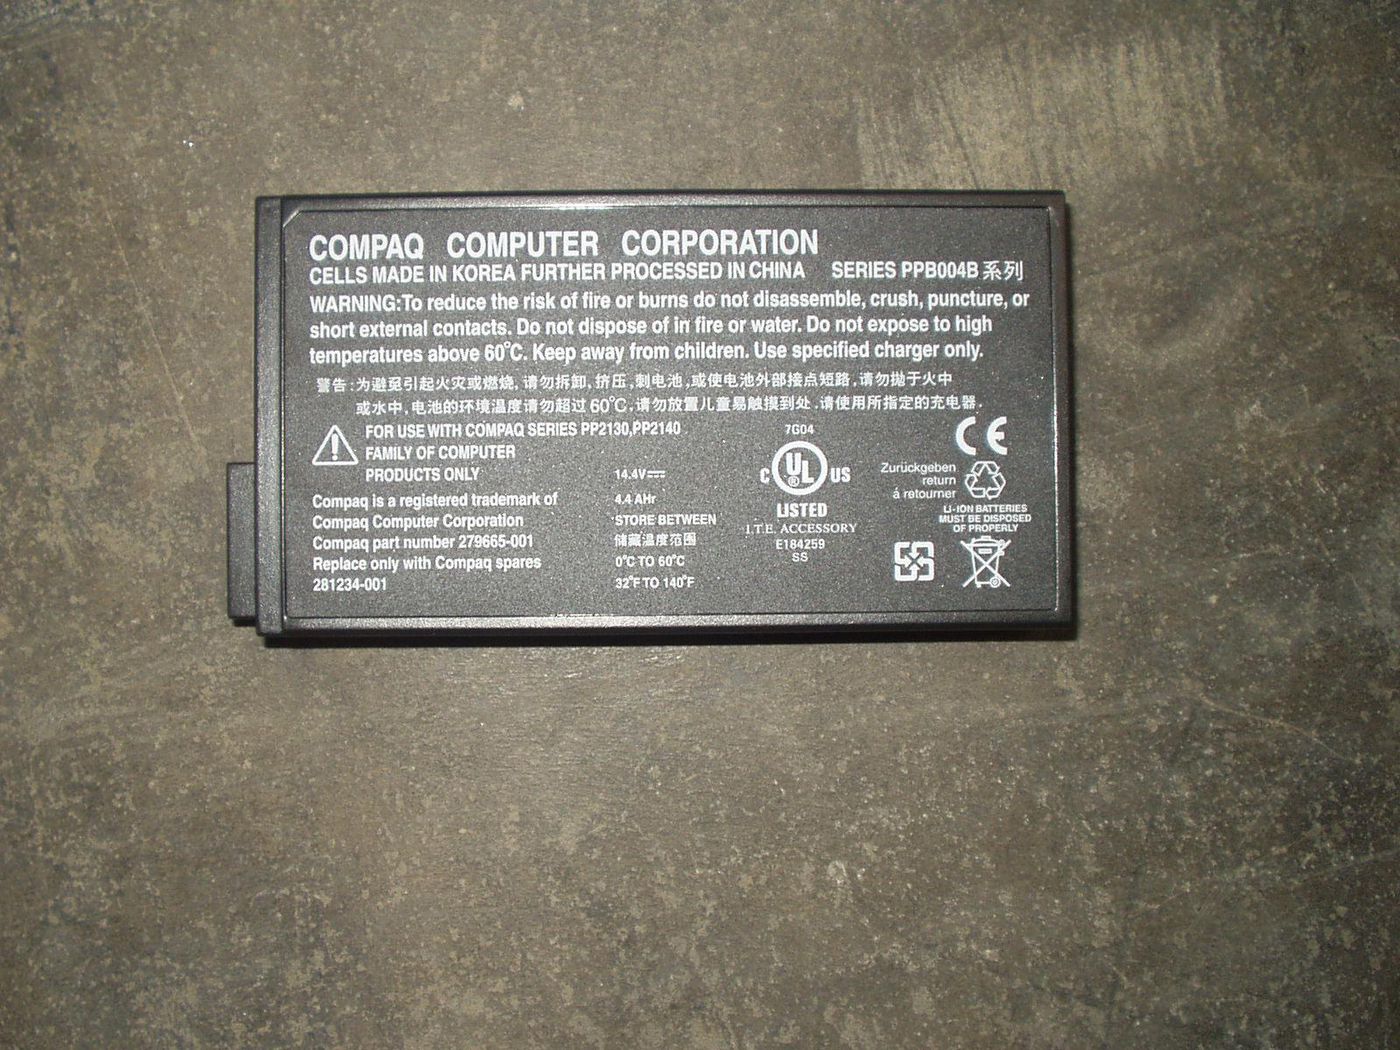 COMPAQ COMPUTER CORPORATION
CELLS MADE IN KOREA FURTHER PROCESSED IN CHINA SERIES PPB004B 系列
WARNING:To reduce the risk of fire or burns do not disassemble, crush, puncture, or
short external contacts. Do not dispose of in fire or water. Do not expose to high
temperatures above 60°C. Keep away from children. Use specified charger only.
警告:为避至引起火灾或燃烧,请勿拆卸,挤压,刺电池,或使电池外部接点短路,请勿抛于火中
或水中,电池的环境温度请勿超过60°C,请勿放置儿童易触摸到处,请使用所指定的充电器.
FOR USE WITH COMPAQ SERIES PP2130,PP2140
FAMILY OF COMPUTER
PRODUCTS ONLY
Compaq is a registered trademark of
Compaq Computer Corporation
Compaq part number 279665-001
Replace only with Compaq spares
281234-001
14.4V
4.4 AHr
STORE BETWEEN
储藏温度范围
0°C TO 60°C
32°F TO 140°F
7G04
C UL ® US
LISTED
I.T.E. ACCESSORY
E184259
SS
CE
Zurückgeben
return
á retourner
LI-ION BATTERIES
MUST BE DISPOSED
OF PROPERLY